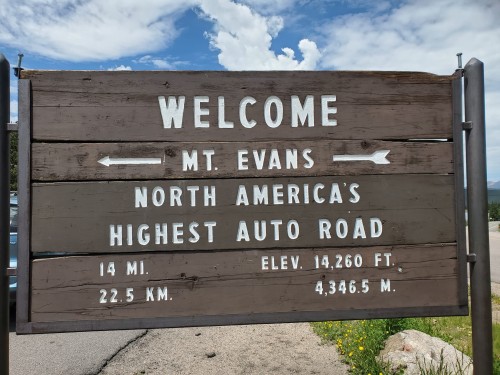 WELCOME
MT. EVANS
NORTH AMERICA'S
HIGHEST AUTO ROAD
14 MI. ELEV. 14,260 FT.
22.5 KM. 4,346.5 M.